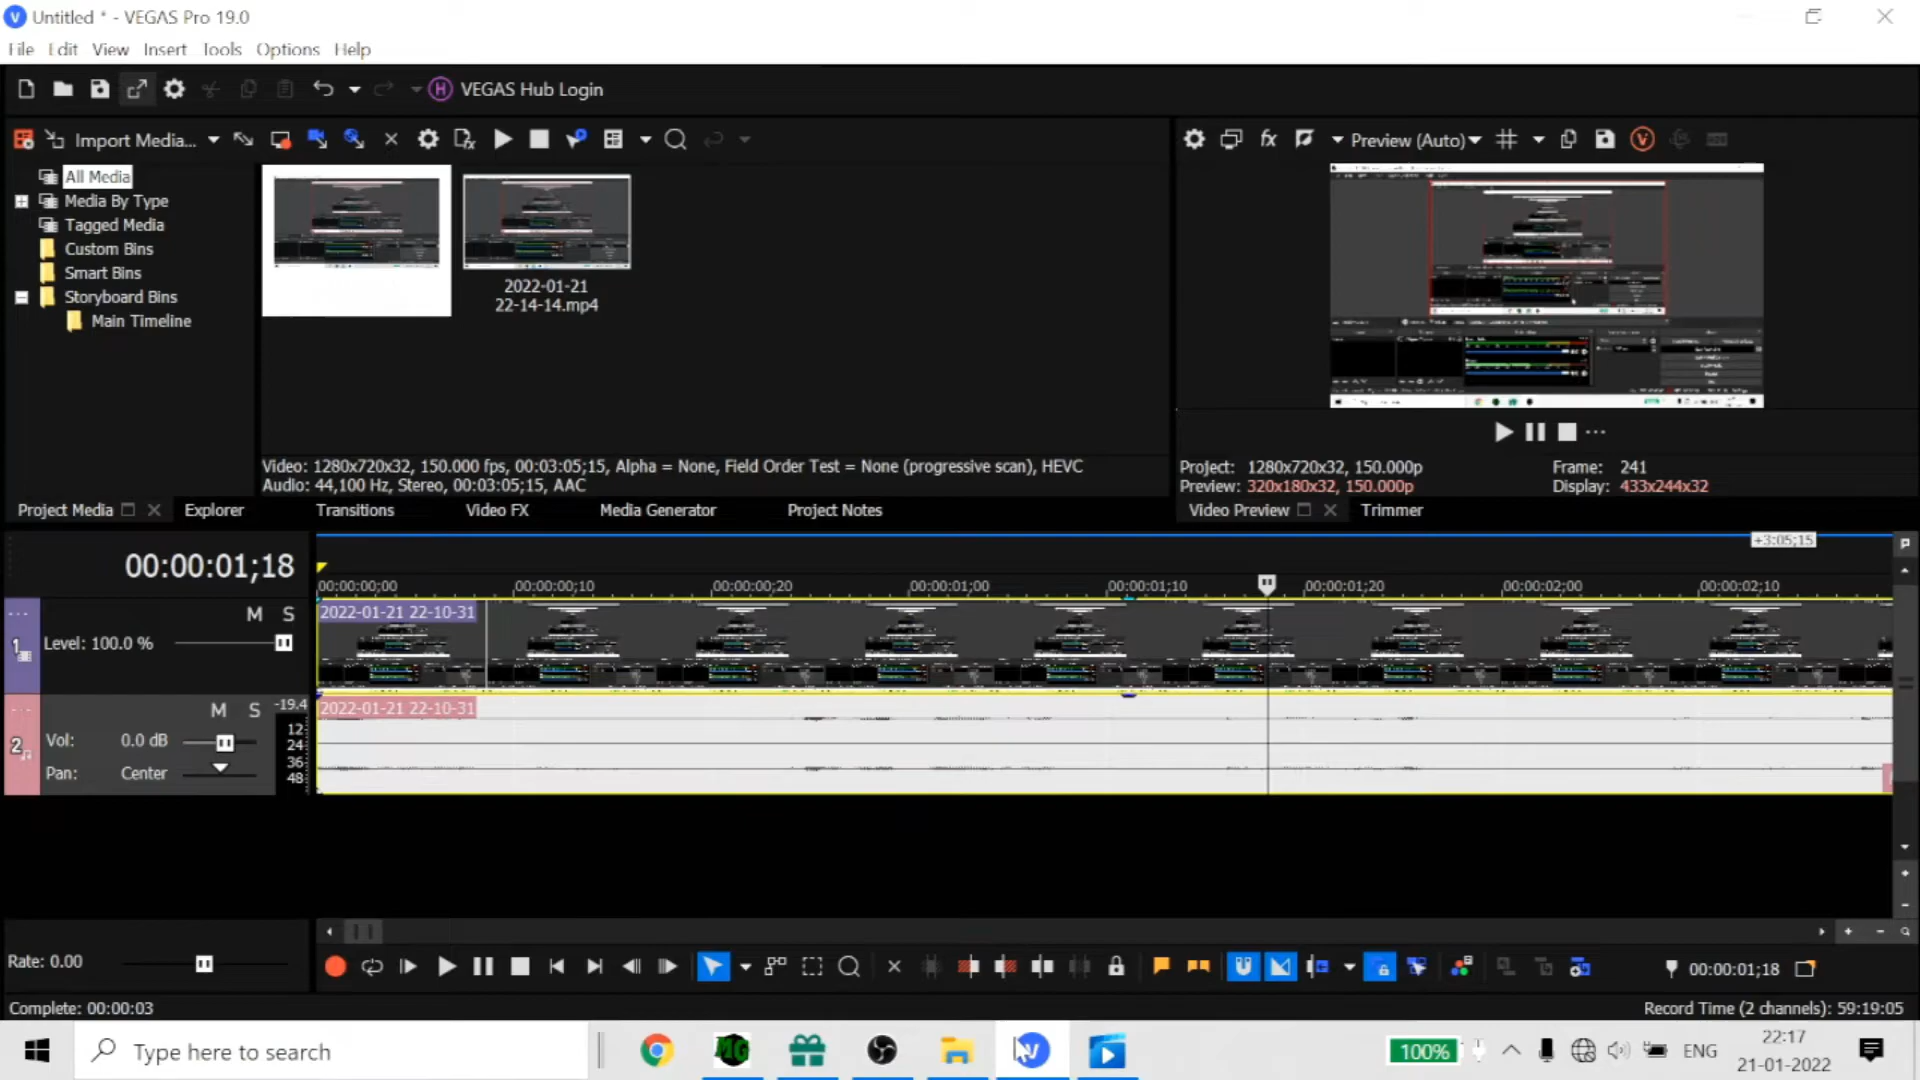 Untitled * - VEGAS Pro 19.0
File Edit View Insert Tools Options Help
VEGAS Hub Login
Import Media...
Preview (Auto)
All Media
Media By Type
Tagged Media
Custom Bins
Smart Bins
Storyboard Bins
Main Timeline
2022-01-21
22-14-14.mp4
Video: 1280x720x32, 150.000 fps, 00:03:05;15, Alpha = None, Field Order Test = None (progressive scan), HEVC
Audio: 44,100 Hz, Stereo, 00:03:05;15, AAC
Project: 1280x720x32, 150.000p
Frame: 241
Preview: 320x180x32, 150.000p
Display: 433x244x32
Project Media
Explorer
Transitions
Video FX
Media Generator
Project Notes
Video Preview
Trimmer
+3:05;15
00:00:01;18
00:00:00;00 00:00:00;10 00:00:00;20 00:00:01;00 00:00:01;10 00:00:01;20 00:00:02;00 00:00:02;10
M S
2022-01-21 22-10-31
1
Level: 100.0 %
M S -19.4
2022-01-21 22-10-31
12
24
36
48
2
Vol: 0.0 dB
Pan: Center
Rate: 0.00
00:00:01;18
Complete: 00:00:03
Record Time (2 channels): 59:19:05
Type here to search
MG
100%
ENG
22:17
21-01-2022